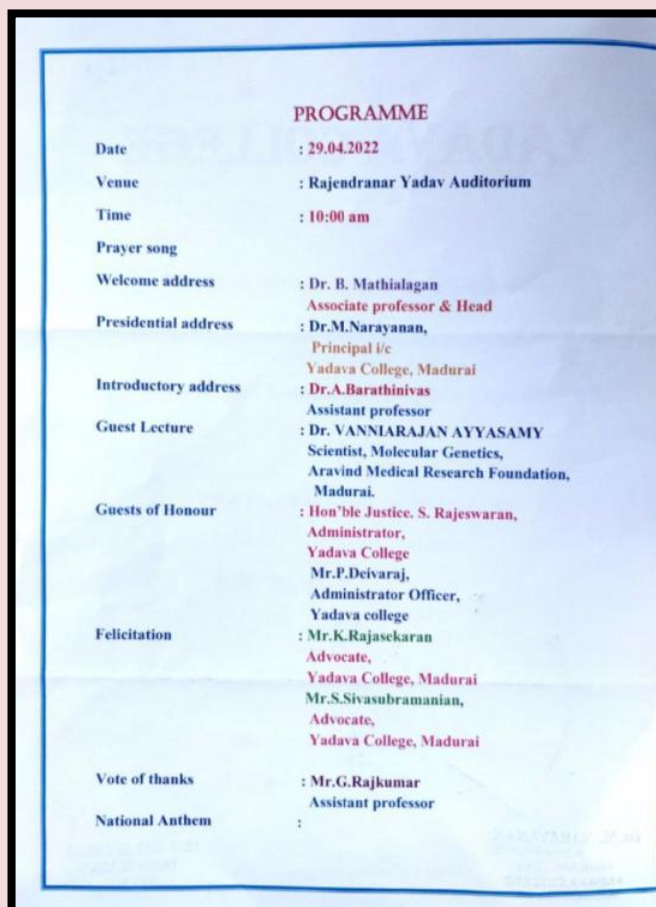 PROGRAMME
Date : 29.04.2022
Venue : Rajendranar Yadav Auditorium
Time : 10:00 am
Prayer song
Welcome address : Dr. B. Mathialagan
Associate professor & Head
Presidential address : Dr.M.Narayanan,
Principal i/c
Yadava College, Madurai
Introductory address : Dr.A.Barathinivas
Assistant professor
Guest Lecture : Dr. VANNIARAJAN AYYASAMY
Scientist, Molecular Genetics,
Aravind Medical Research Foundation,
Madurai.
Guests of Honour : Hon'ble Justice. S. Rajeswaran,
Administrator,
Yadava College
Mr.P.Deivaraj,
Administrator Officer,
Yadava college
Felicitation : Mr.K.Rajasekaran
Advocate,
Yadava College, Madurai
Mr.S.Sivasubramanian,
Advocate,
Yadava College, Madurai
Vote of thanks : Mr.G.Rajkumar
Assistant professor
National Anthem :